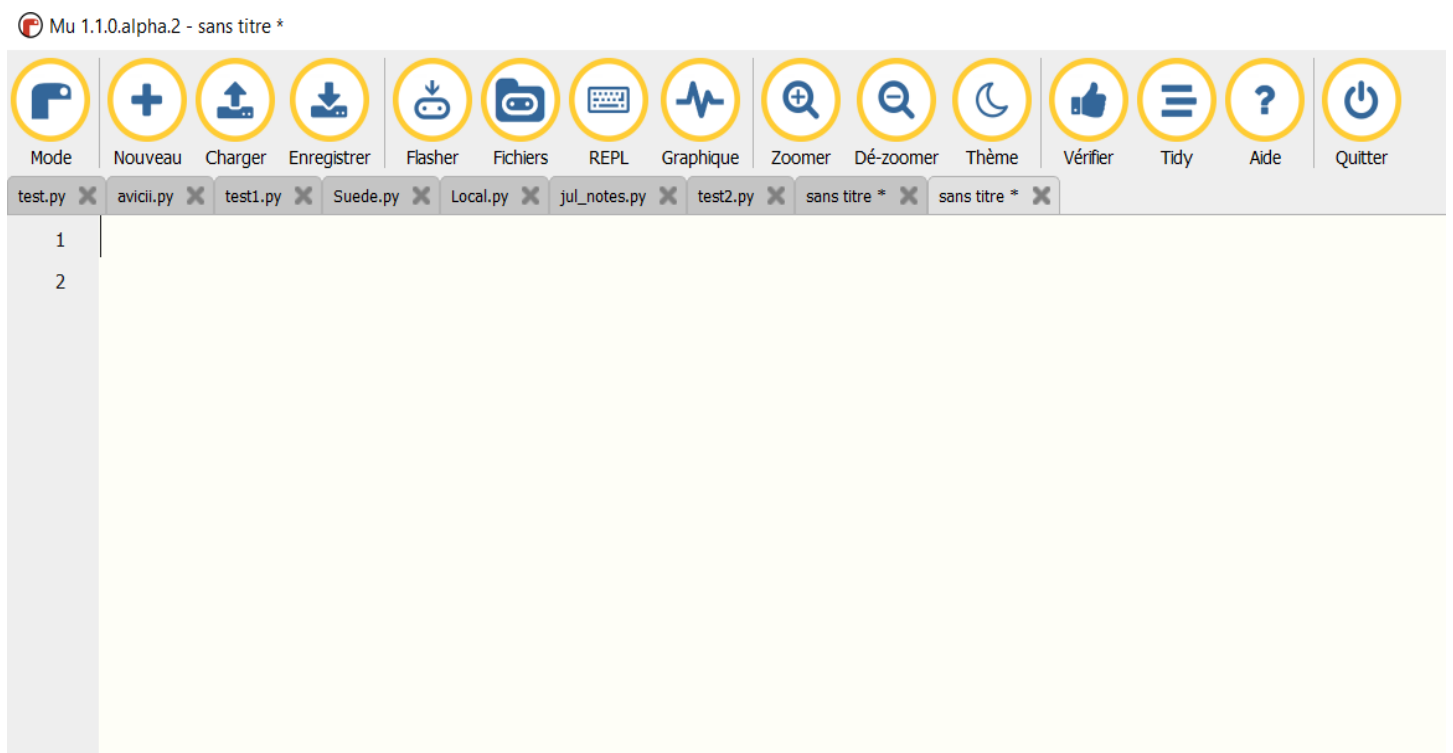 Mu 1.1.0.alpha.2 - sans titre *
Mode Nouveau Charger Enregistrer Flasher Fichiers REPL Graphique Zoomer Dé-zoomer Thème Vérifier Tidy Aide Quitter
test.py avicii.py test1.py Suede.py Local.py jul_notes.py test2.py sans titre * sans titre *
1
2